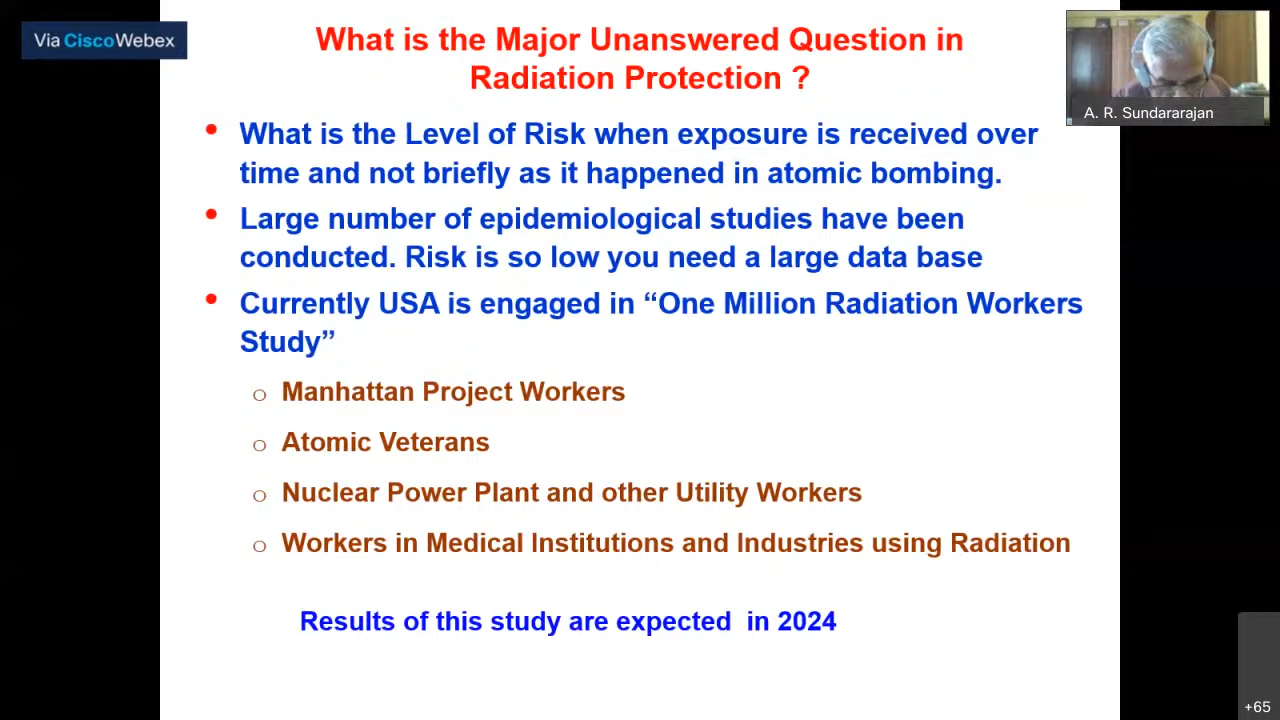 Via CiscoWebex
What is the Major Unanswered Question in
Radiation Protection ?
A. R. Sundararajan
• What is the Level of Risk when exposure is received over
time and not briefly as it happened in atomic bombing.
• Large number of epidemiological studies have been
conducted. Risk is so low you need a large data base
• Currently USA is engaged in “One Million Radiation Workers
Study”
o Manhattan Project Workers
o Atomic Veterans
o Nuclear Power Plant and other Utility Workers
o Workers in Medical Institutions and Industries using Radiation
Results of this study are expected in 2024
+65